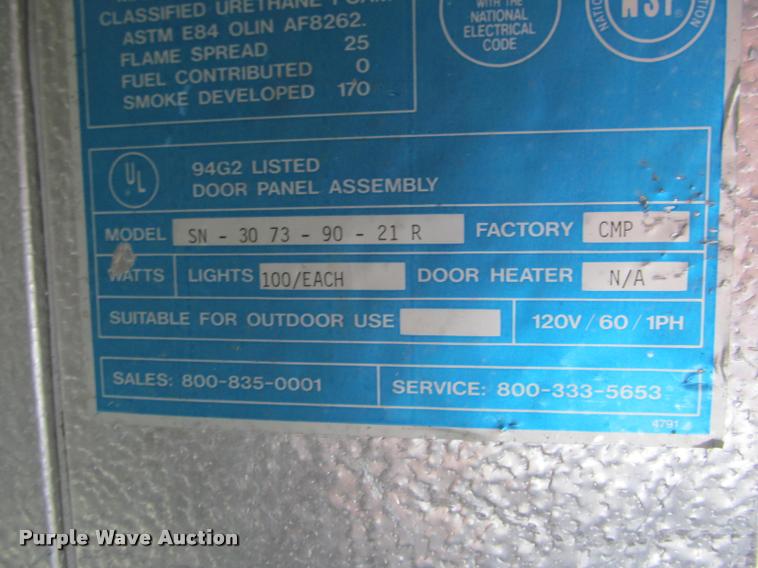 CLASSIFIED URETHANE FOAM
ASTM E84 OLIN AF8262.
FLAME SPREAD 25
FUEL CONTRIBUTED 0
SMOKE DEVELOPED 170
WITH THE
NATIONAL
ELECTRICAL
CODE
NSF
®
UL
®
94G2 LISTED
DOOR PANEL ASSEMBLY
MODEL SN - 30 73 - 90 - 21 R FACTORY CMP
WATTS LIGHTS 100/EACH DOOR HEATER N/A
SUITABLE FOR OUTDOOR USE 120V/60/1PH
SALES: 800-835-0001 SERVICE: 800-333-5653
4791
Purple Wave Auction